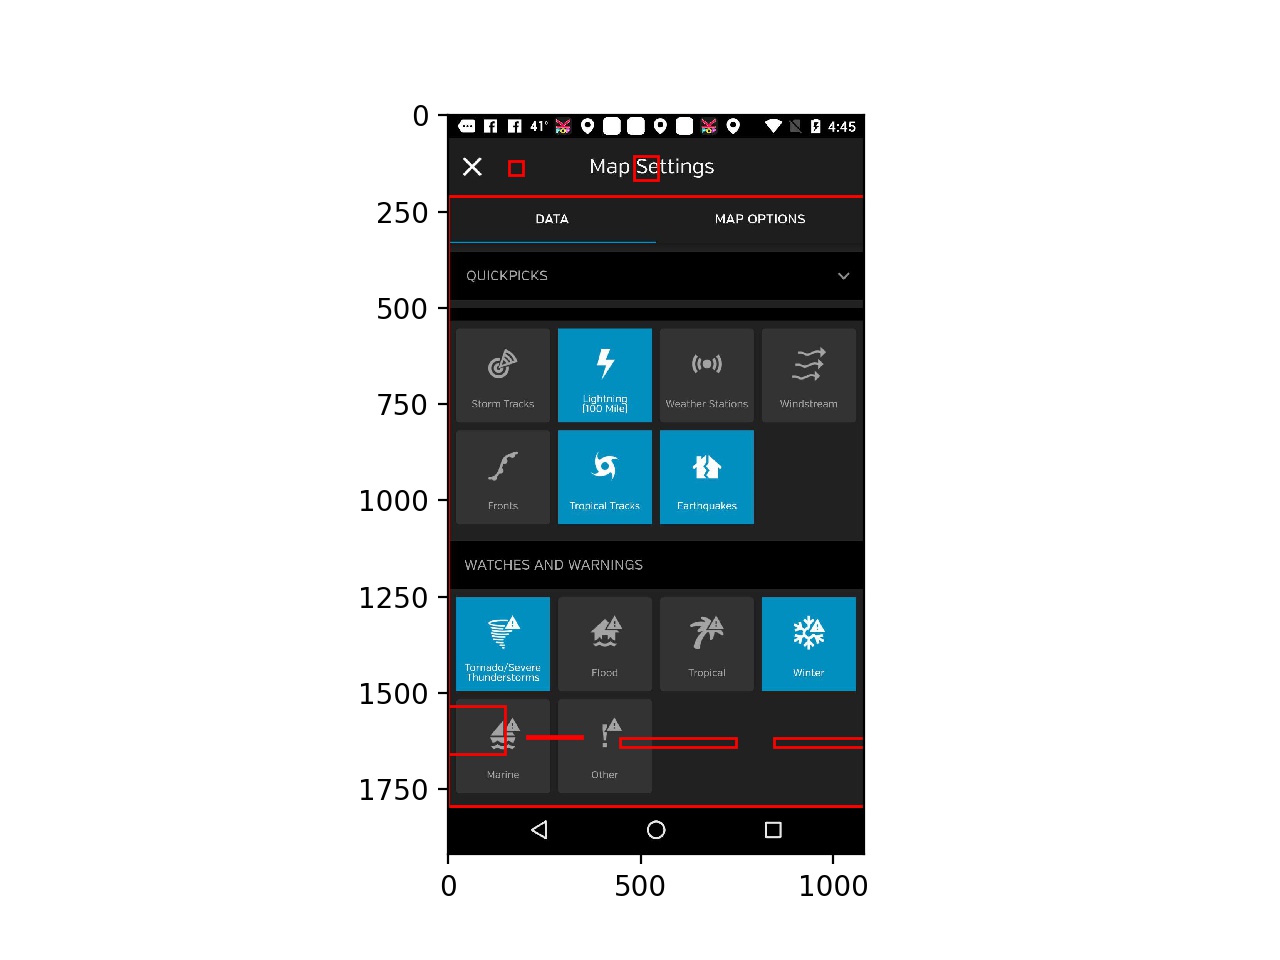 0
41° 4:45
Map Settings
250
DATA MAP OPTIONS
QUICKPICKS
500
Storm Tracks Lightning (100 Mile) Weather Stations Windstream
750
Fronts Tropical Tracks Earthquakes
1000
WATCHES AND WARNINGS
1250
Tornado/Severe Thunderstorms Flood Tropical Winter
1500
Marine Other
1750
0 500 1000